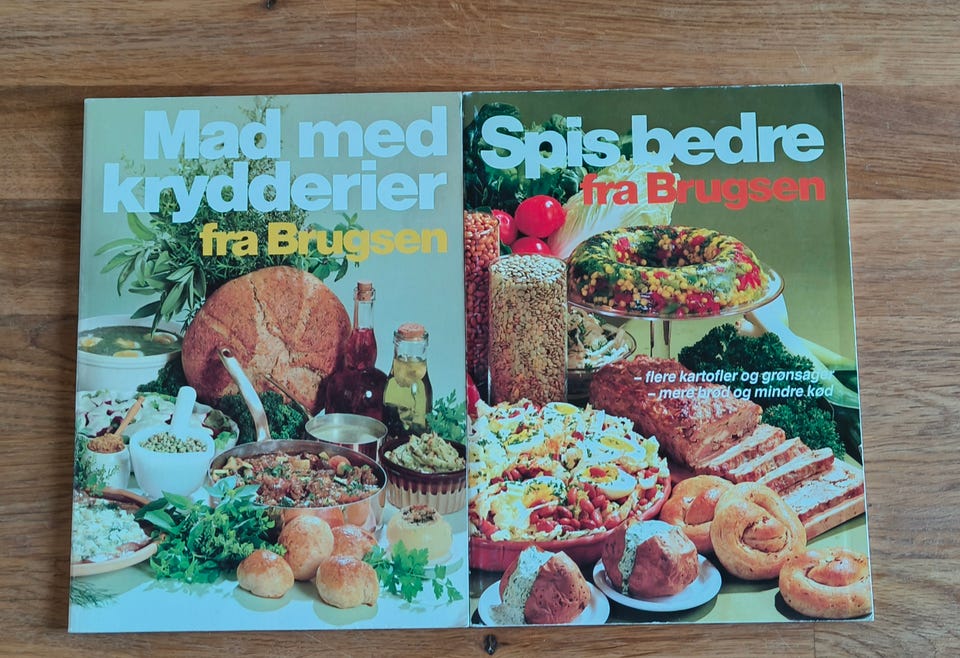 Mad med
krydderier
fra Brugsen
Spis bedre
fra Brugsen
– flere kartofler og grønsager
– mere brød og mindre kød